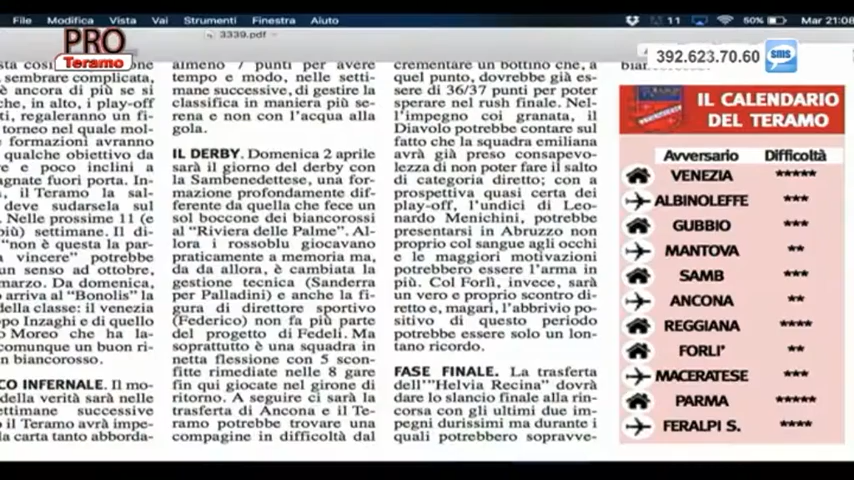 File Modifica Vista Vai Strumenti Finestra Aiuto 11 50% Mar 21:08
3339.pdf
PRO
Teramo
392.623.70.60 sms
sembrare complicata,
è ancora di più se si
che, in alto, i play-off
ti, regaleranno un fi-
torneo nel quale mol-
formazioni avranno
qualche obiettivo da
e e poco inclini a
agnate fuori porta. In-
, il Teramo la sal-
deve sudarsela sul
. Nelle prossime 11 (e
più) settimane. Il di-
"non è questa la par-
vincere" potrebbe
un senso ad ottobre,
marzo. Da domenica,
arriva al "Bonolis" la
della classe: il venezia
ppo Inzaghi e di quello
Moreo che ha la-
comunque un buon ri-
n biancorosso.
CO INFERNALE. Il mo-
della verità sarà nelle
ettimane successive
il Teramo avrà impe-
la carta tanto abborda-
almeno 7 punti per avere
tempo e modo, nelle setti-
mane successive, di gestire la
classifica in maniera più se-
rena e non con l'acqua alla
gola.
IL DERBY. Domenica 2 aprile
sarà il giorno del derby con
la Sambenedettese, una for-
mazione profondamente dif-
ferente da quella che fece un
sol boccone dei biancorossi
al "Riviera delle Palme". Al-
lora i rossoblu giocavano
praticamente a memoria ma,
da da allora, è cambiata la
gestione tecnica (Sanderra
per Palladini) e anche la fi-
gura di direttore sportivo
(Federico) non fa più parte
del progetto di Fedeli. Ma
soprattutto è una squadra in
netta flessione con 5 scon-
fitte rimediate nelle 8 gare
fin qui giocate nel girone di
ritorno. A seguire ci sarà la
trasferta di Ancona e il Te-
ramo potrebbe trovare una
compagine in difficoltà dal
crementare un bottino che, a
quel punto, dovrebbe già es-
sere di 36/37 punti per poter
sperare nel rush finale. Nel-
l'impegno coi granata, il
Diavolo potrebbe contare sul
fatto che la squadra emiliana
avrà già preso consapevo-
lezza di non poter fare il salto
di categoria diretto; con la
prospettiva quasi certa dei
play-off, l'undici di Leo-
nardo Menichini, potrebbe
presentarsi in Abruzzo non
proprio col sangue agli occhi
e le maggiori motivazioni
potrebbero essere l'arma in
più. Col Forlì, invece, sarà
un vero e proprio scontro di-
retto e, magari, l'abbrivio po-
sitivo di questo periodo
potrebbe essere solo un lon-
tano ricordo.
FASE FINALE. La trasferta
dell'"Helvia Recina" dovrà
dare lo slancio finale alla rin-
corsa con gli ultimi due im-
pegni durissimi ma durante i
quali potrebbero sopravve-
IL CALENDARIO
DEL TERAMO
Avversario Difficoltà
VENEZIA *****
ALBINOLEFFE ***
GUBBIO ***
MANTOVA **
SAMB ***
ANCONA **
REGGIANA ****
FORLI' **
MACERATESE ***
PARMA *****
FERALPI S. ****